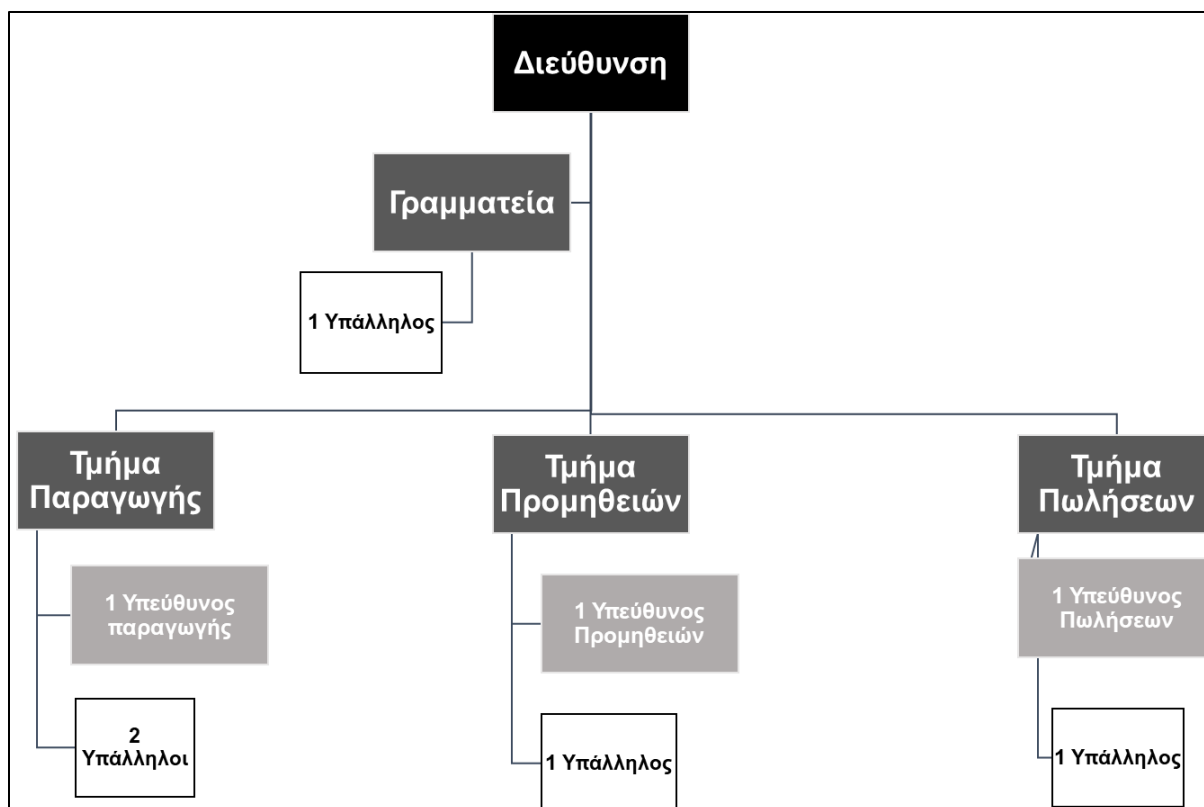 Διεύθυνση
Γραμματεία
1 Υπάλληλος
Τμήμα
Παραγωγής
1 Υπεύθυνος
παραγωγής
2
Υπάλληλοι
Τμήμα
Προμηθειών
1 Υπεύθυνος
Προμηθειών
1 Υπάλληλος
Τμήμα
Πωλήσεων
1 Υπεύθυνος
Πωλήσεων
1 Υπάλληλος